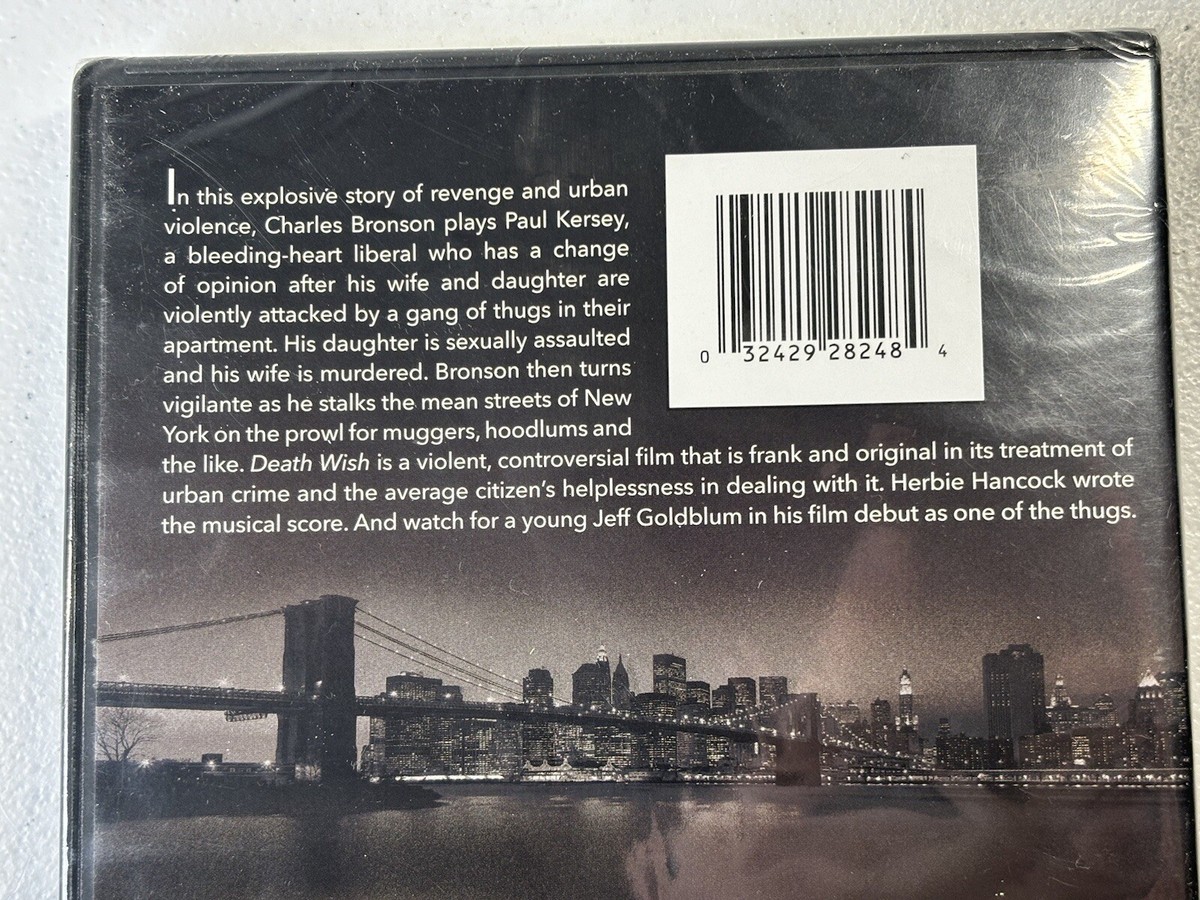 In this explosive story of revenge and urban
violence, Charles Bronson plays Paul Kersey,
a bleeding-heart liberal who has a change
of opinion after his wife and daughter are
violently attacked by a gang of thugs in their
apartment. His daughter is sexually assaulted
and his wife is murdered. Bronson then turns
vigilante as he stalks the mean streets of New
York on the prowl for muggers, hoodlums and
the like. Death Wish is a violent, controversial film that is frank and original in its treatment of
urban crime and the average citizen's helplessness in dealing with it. Herbie Hancock wrote
the musical score. And watch for a young Jeff Goldblum in his film debut as one of the thugs.
0 32429 28248 4